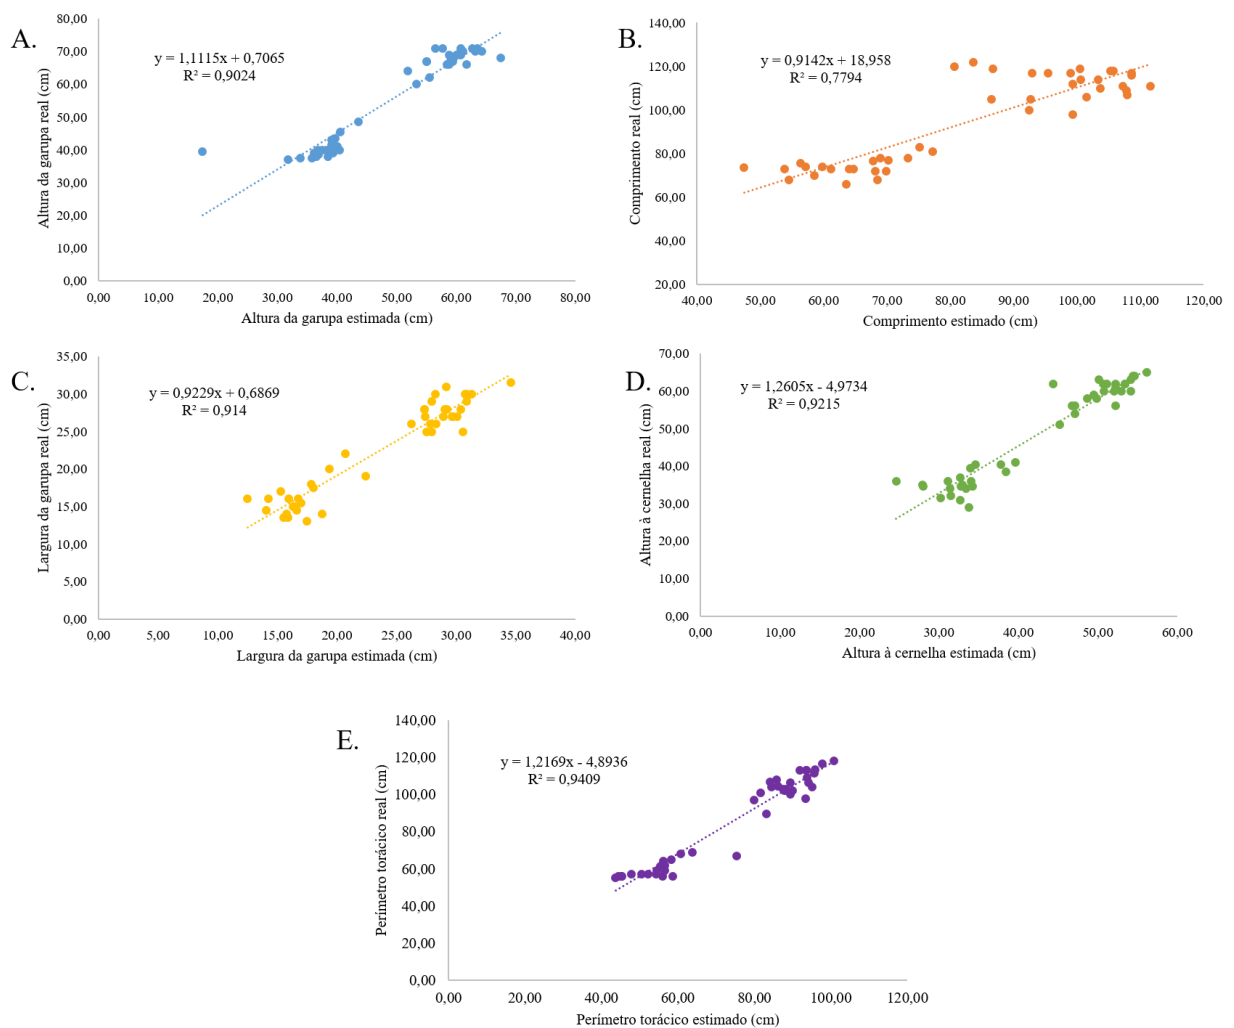 A.
y = 1,1115x + 0,7065
R² = 0,9024
Altura da garupa real (cm)
80,00
70,00
60,00
50,00
40,00
30,00
20,00
10,00
0,00
0,00 10,00 20,00 30,00 40,00 50,00 60,00 70,00 80,00
Altura da garupa estimada (cm)
B.
y = 0,9142x + 18,958
R² = 0,7794
Comprimento real (cm)
140,00
120,00
100,00
80,00
60,00
40,00
20,00
40,00 50,00 60,00 70,00 80,00 90,00 100,00 110,00 120,00
Comprimento estimado (cm)
C.
y = 0,9229x + 0,6869
R² = 0,914
Largura da garupa real (cm)
35,00
30,00
25,00
20,00
15,00
10,00
5,00
0,00
0,00 5,00 10,00 15,00 20,00 25,00 30,00 35,00 40,00
Largura da garupa estimada (cm)
D.
y = 1,2605x - 4,9734
R² = 0,9215
Altura à cernelha real (cm)
70,00
60,00
50,00
40,00
30,00
20,00
10,00
0,00
0,00 10,00 20,00 30,00 40,00 50,00 60,00
Altura à cernelha estimada (cm)
E.
y = 1,2169x - 4,8936
R² = 0,9409
Perímetro torácico real (cm)
140,00
120,00
100,00
80,00
60,00
40,00
20,00
0,00
0,00 20,00 40,00 60,00 80,00 100,00 120,00
Perímetro torácico estimado (cm)